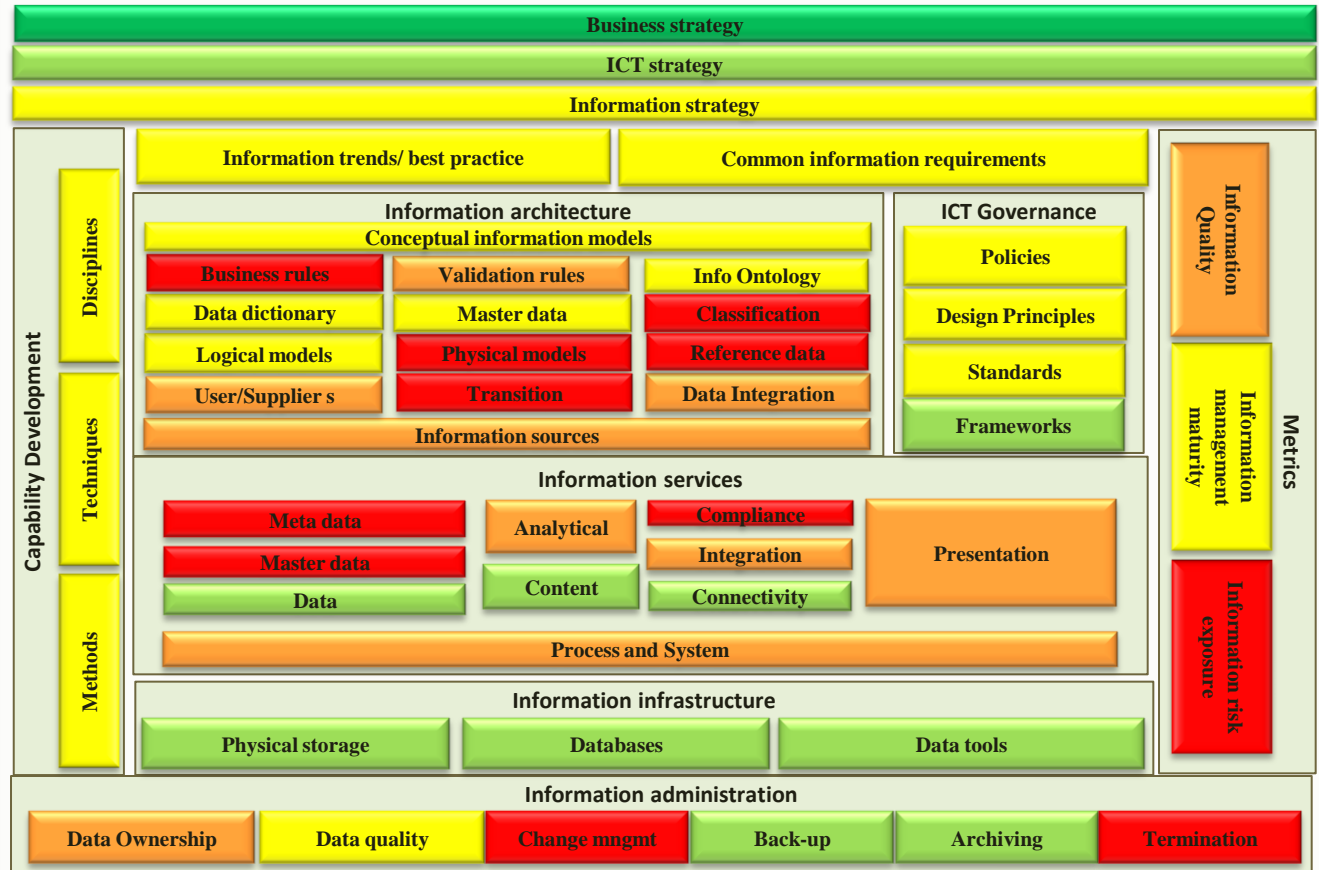 Business strategy
ICT strategy
Information strategy
Information trends/ best practice
Common information requirements
Capability Development
Disciplines
Techniques
Methods
Information architecture
Conceptual information models
Business rules
Validation rules
Info Ontology
Data dictionary
Master data
Classification
Logical models
Physical models
Reference data
User/Supplier s
Transition
Data Integration
Information sources
ICT Governance
Policies
Design Principles
Standards
Frameworks
Information services
Meta data
Master data
Data
Analytical
Content
Compliance
Integration
Connectivity
Presentation
Process and System
Information infrastructure
Physical storage
Databases
Data tools
Metrics
Information
Quality
Information
management
maturity
Information risk
exposure
Information administration
Data Ownership
Data quality
Change mngmt
Back-up
Archiving
Termination